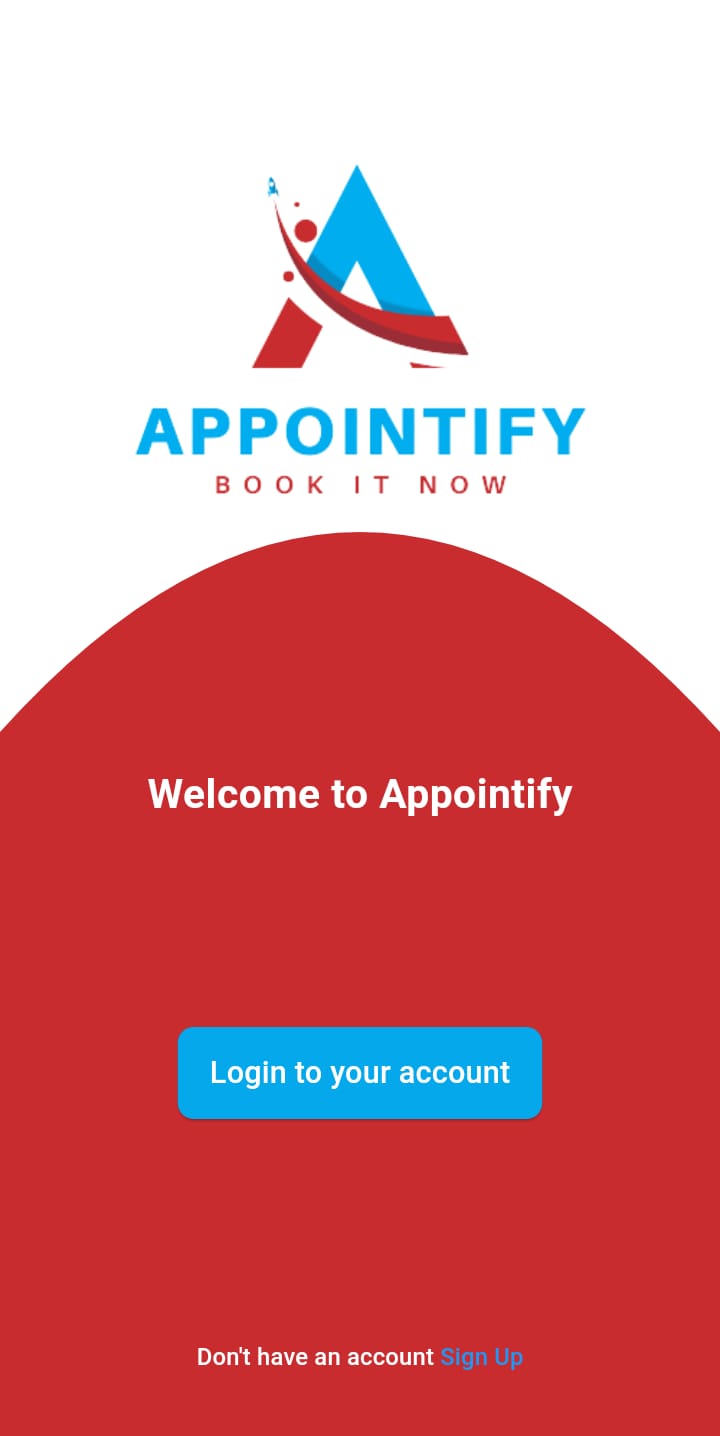 APPOINTIFY
BOOK IT NOW
Welcome to Appointify
Login to your account
Don't have an account Sign Up